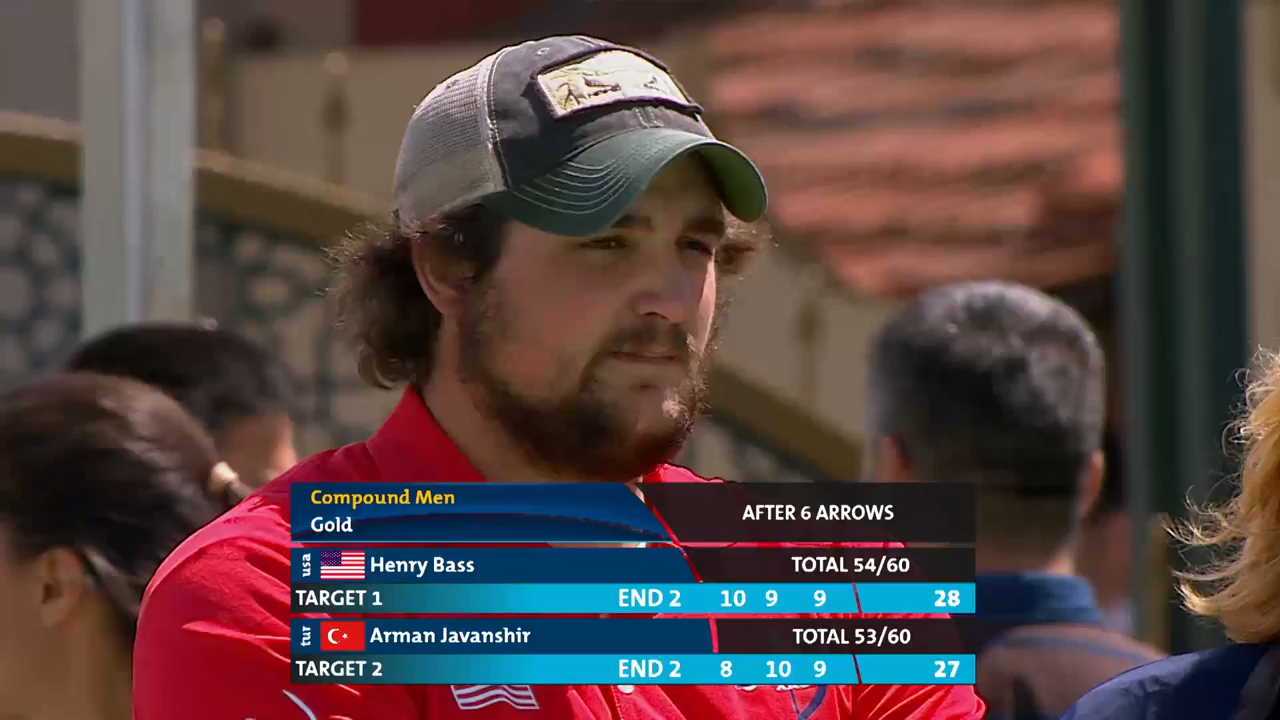 Compound Men
Gold
AFTER 6 ARROWS
usa Henry Bass TOTAL 54/60
TARGET 1 END 2 10 9 9 28
tur Arman Javanshir TOTAL 53/60
TARGET 2 END 2 8 10 9 27